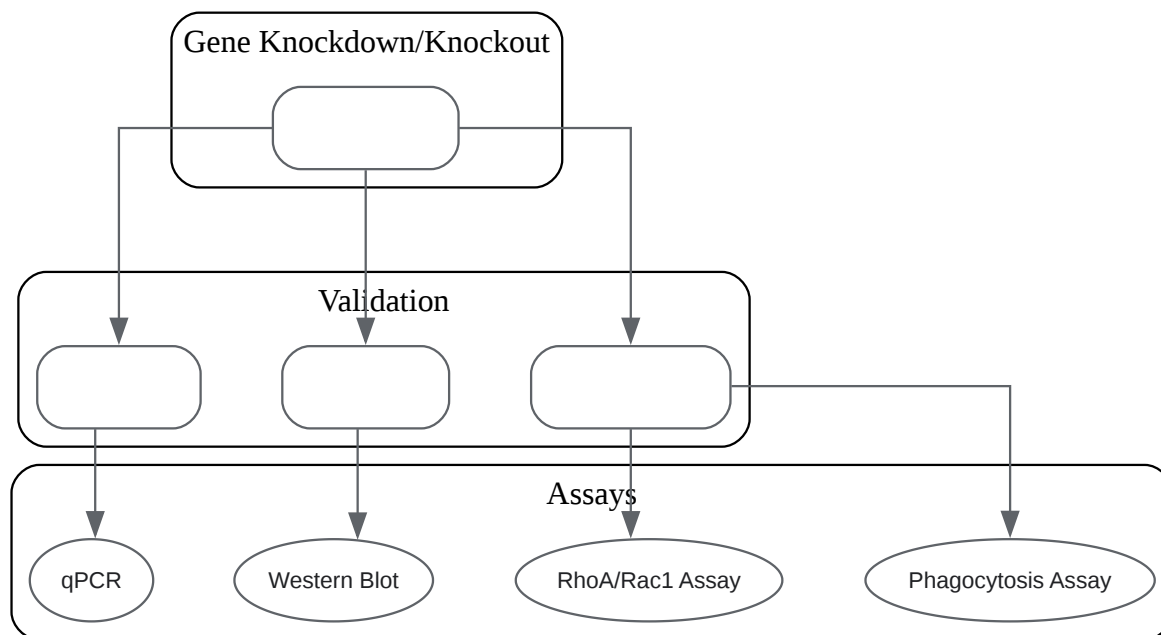 Gene Knockdown/Knockout
Validation
Assays
qPCR
Western Blot
RhoA/Rac1 Assay
Phagocytosis Assay